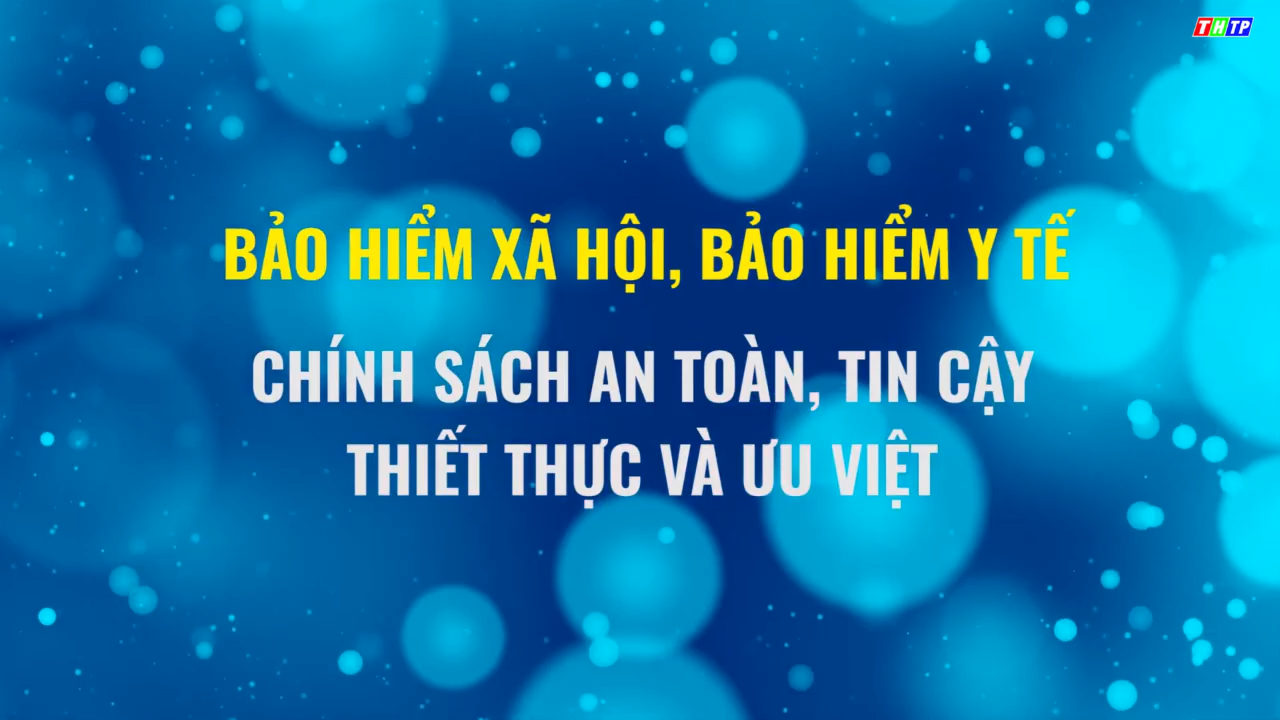 THTP
BẢO HIỂM XÃ HỘI, BẢO HIỂM Y TẾ
CHÍNH SÁCH AN TOÀN, TIN CẬY
THIẾT THỰC VÀ ƯU VIỆT